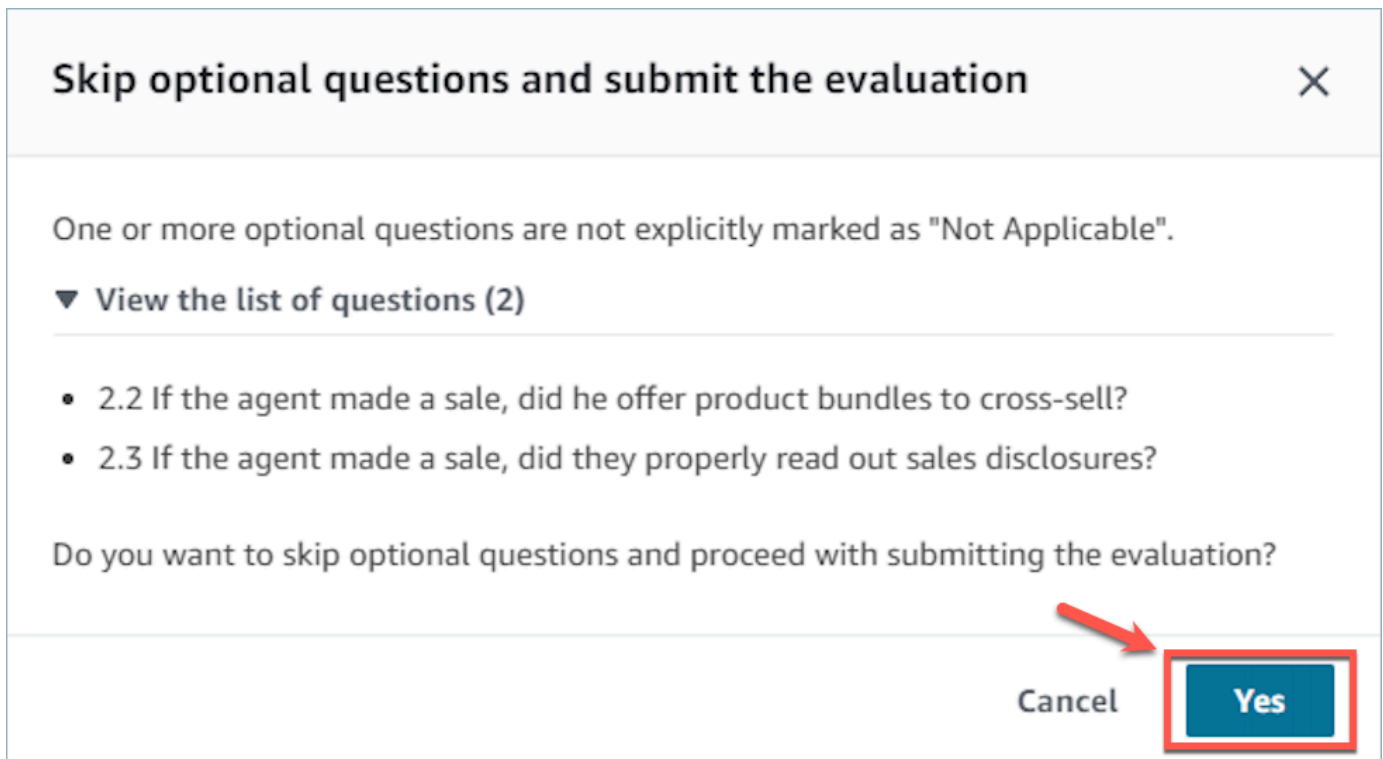 Skip optional questions and submit the evaluation
One or more optional questions are not explicitly marked as "Not Applicable".
▼ View the list of questions (2)
• 2.2 If the agent made a sale, did he offer product bundles to cross-sell?
• 2.3 If the agent made a sale, did they properly read out sales disclosures?
Do you want to skip optional questions and proceed with submitting the evaluation?
Cancel Yes